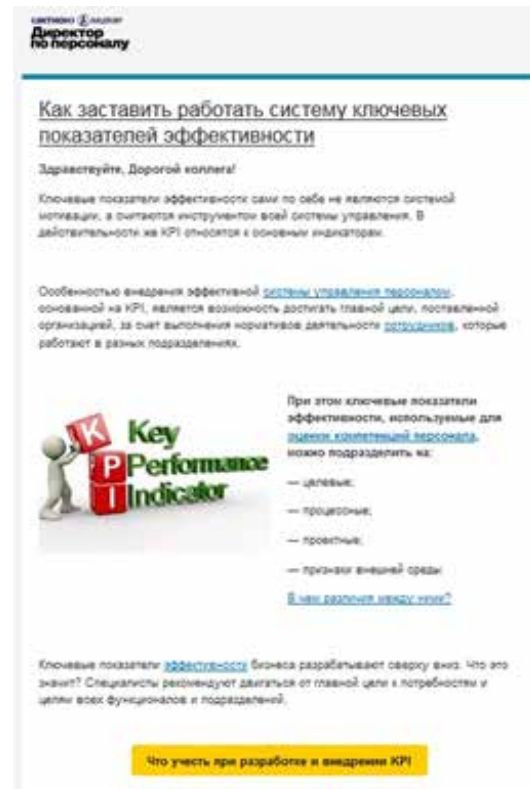 Директор
по персоналу
Как заставить работать систему ключевых
показателей эффективности
Здравствуйте, Дорогой коллега!
Ключевые показатели эффективности сами по себе не являются системой
мотивации, а считаются инструментом всей системы управления. В
действительности же KPI относятся к основным индикаторам.
Особенностью внедрения эффективной системы управления персоналом,
основанной на KPI, является возможность достигать главной цели, поставленной
организацией, за счет выполнения нормативов деятельности сотрудников, которые
работают в разных подразделениях.
K Key
P Performance
I Indicator
При этом ключевые показатели
эффективности, используемые для
оценки компетенций персонала,
можно подразделить на:
— целевые;
— процессные;
— проектные;
— признаки внешней среды
В чем различия между ними?
Ключевые показатели эффективности бизнеса разрабатывают сверху вниз. Что это
значит? Специалисты рекомендуют двигаться от главной цели к потребностям и
целям всех функционалов и подразделений.
Что учесть при разработке и внедрении KPI